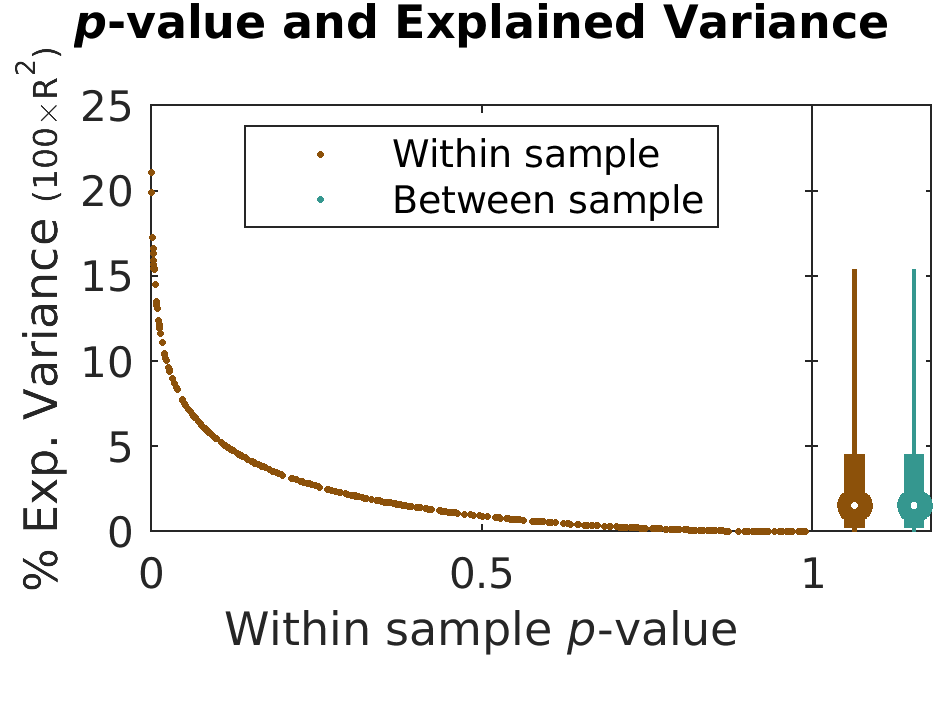 p-value and Explained Variance
% Exp. Variance (100×R²)
25
20
15
10
5
0
Within sample
Between sample
0
0.5
1
Within sample p-value